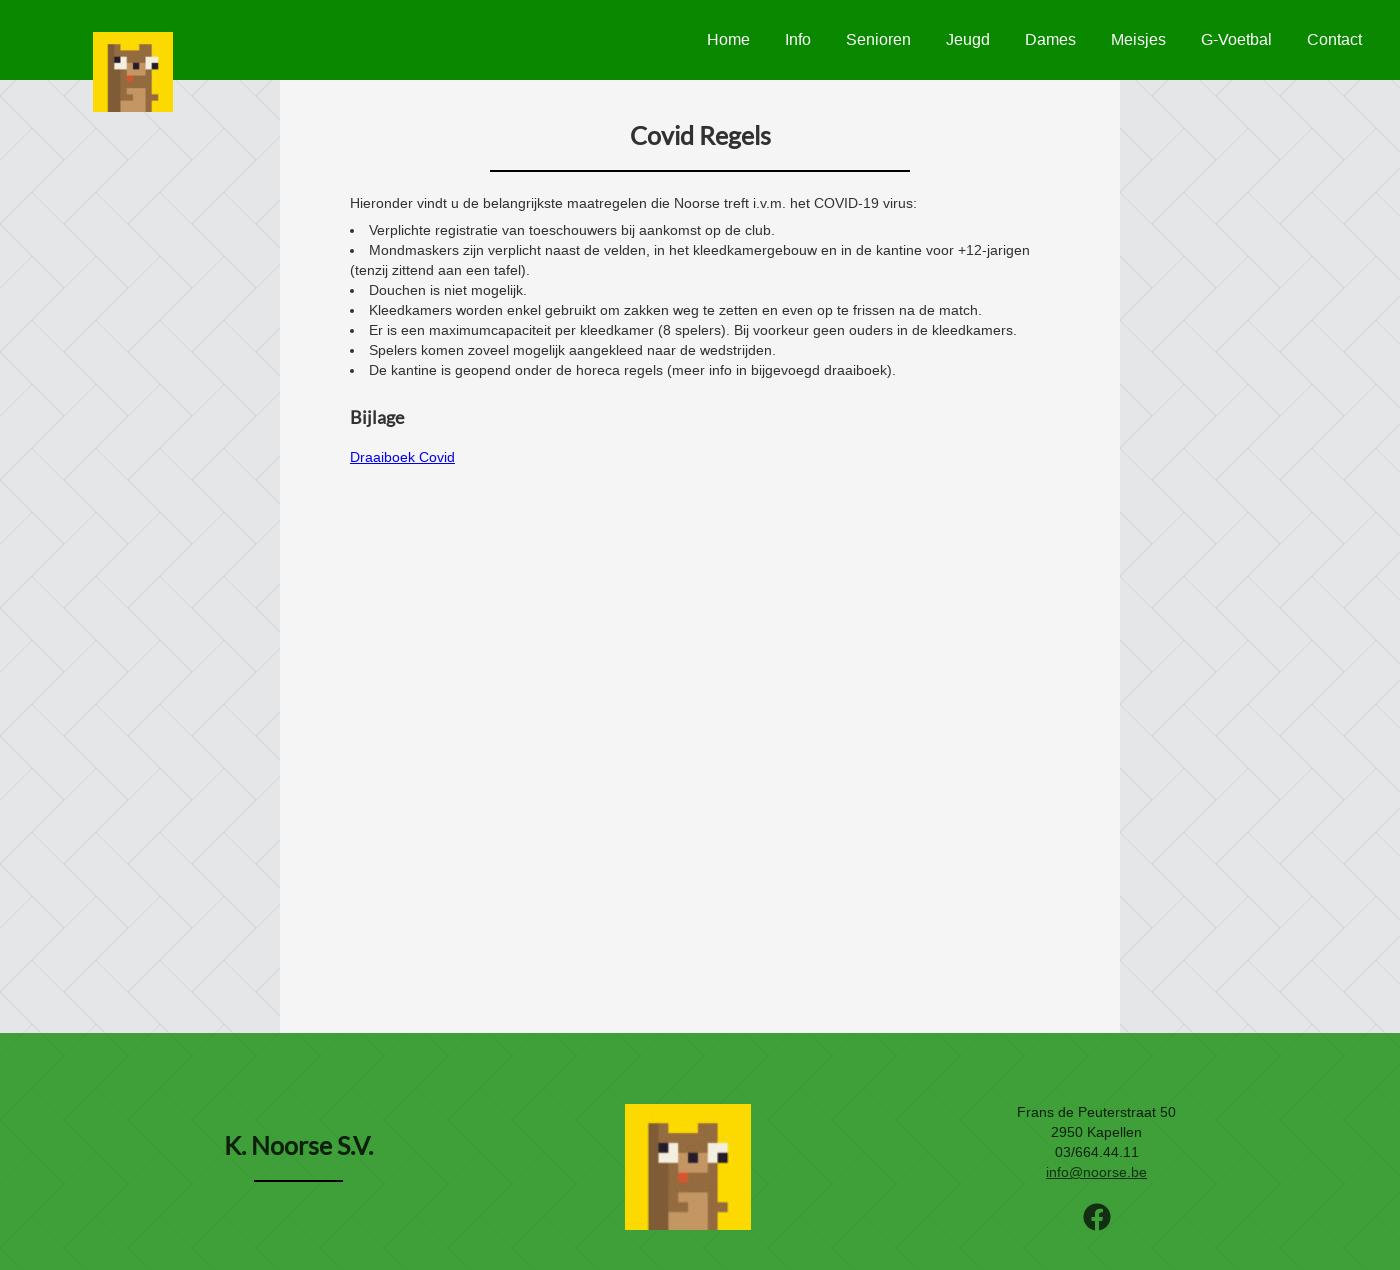 Home Info Senioren Jeugd Dames Meisjes G-Voetbal Contact
Covid Regels
Hieronder vindt u de belangrijkste maatregelen die Noorse treft i.v.m. het COVID-19 virus:
• Verplichte registratie van toeschouwers bij aankomst op de club.
• Mondmaskers zijn verplicht naast de velden, in het kleedkamergebouw en in de kantine voor +12-jarigen
(tenzij zittend aan een tafel).
• Douchen is niet mogelijk.
• Kleedkamers worden enkel gebruikt om zakken weg te zetten en even op te frissen na de match.
• Er is een maximumcapaciteit per kleedkamer (8 spelers). Bij voorkeur geen ouders in de kleedkamers.
• Spelers komen zoveel mogelijk aangekleed naar de wedstrijden.
• De kantine is geopend onder de horeca regels (meer info in bijgevoegd draaiboek).
Bijlage
Draaiboek Covid
K. Noorse S.V.
Frans de Peuterstraat 50
2950 Kapellen
03/664.44.11
info@noorse.be